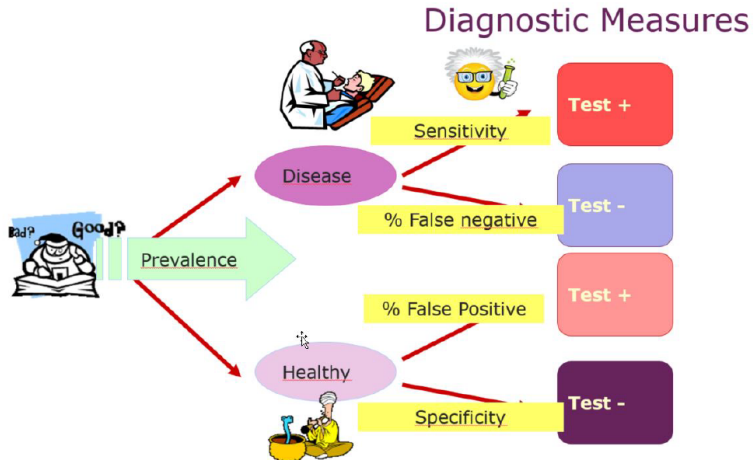 Diagnostic Measures
Test +
Sensitivity
Disease
% False negative
Test -
Bad?
Good?
Prevalence
Test +
% False Positive
Healthy
Test -
Specificity